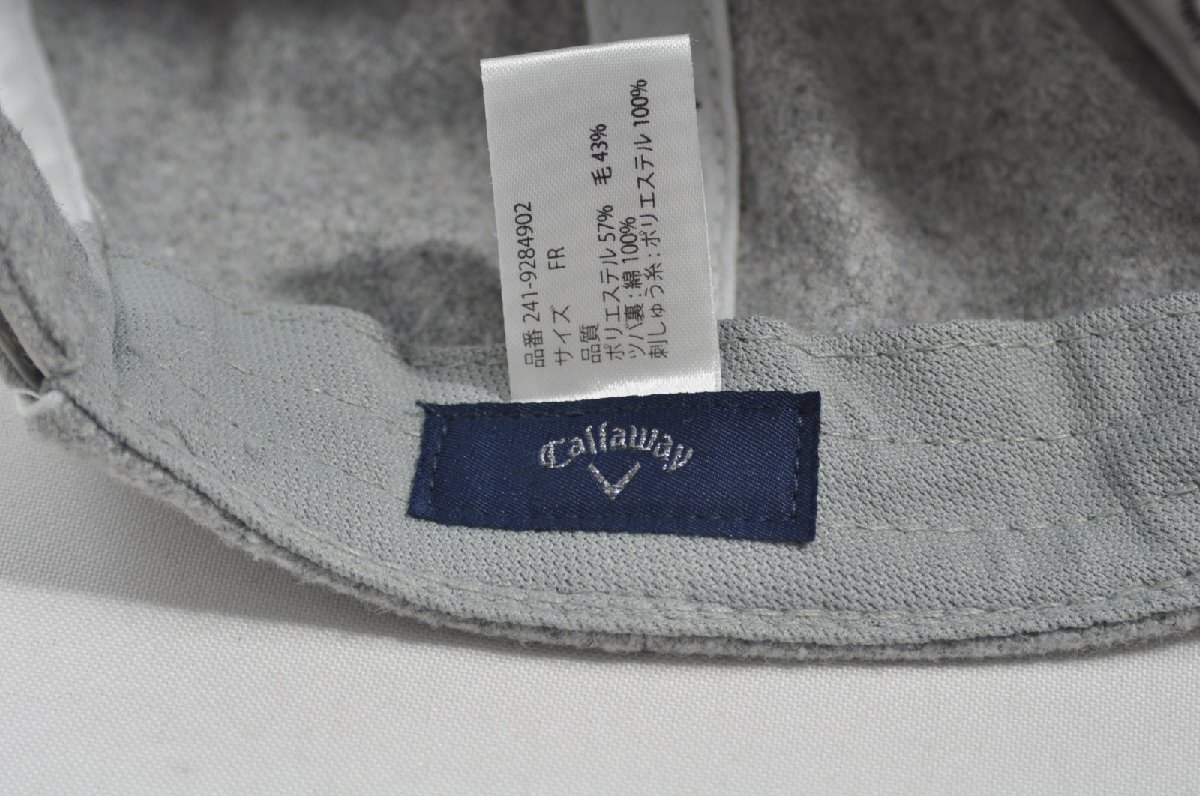 品番 241-9284902
サイズ FR
品質
ポリエステル 57% 毛 43%
ツバ裏 : 綿 100%
刺しゅう糸 : ポリエステル 100%
Callaway